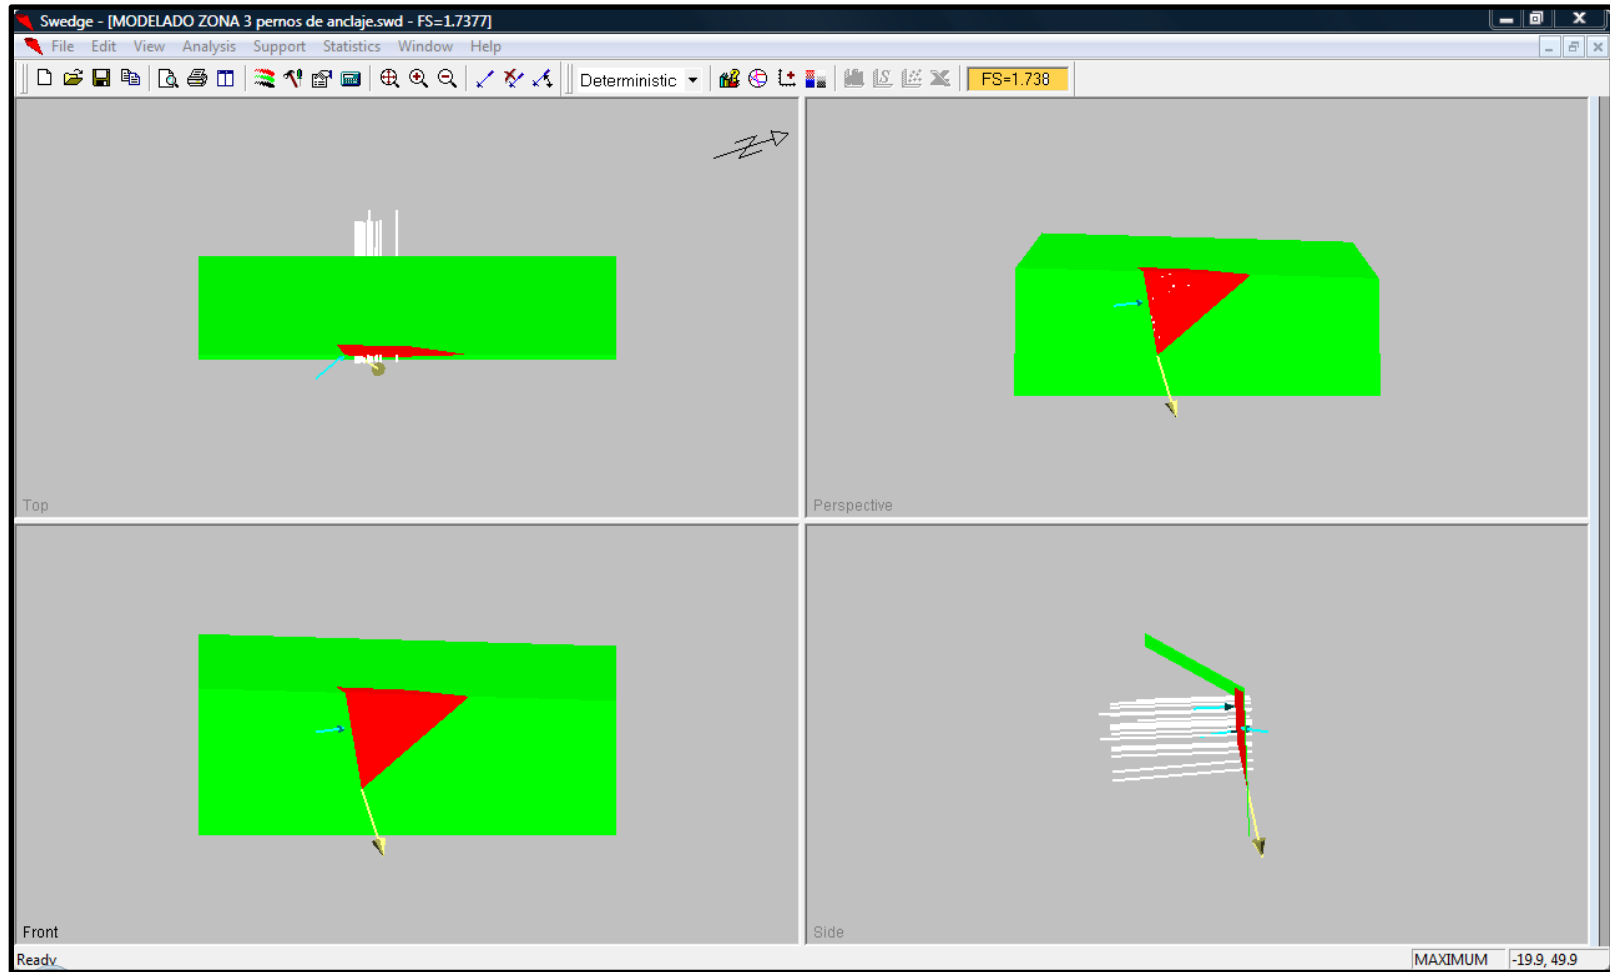 Swedge - [MODELADO ZONA 3 pernos de anclaje.swd - FS=1.7377]
File Edit View Analysis Support Statistics Window Help
Deterministic FS=1.738
Top
Perspective
Front
Side
Ready MAXIMUM -19.9, 49.9